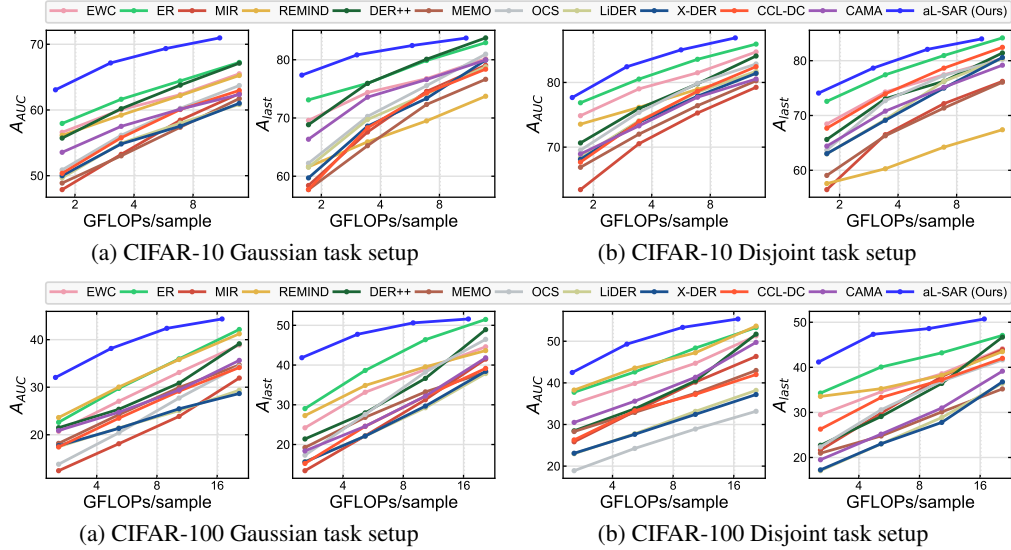 EWC ER MIR REMIND DER++ MEMO OCS LiDER X-DER CCL-DC CAMA aL-SAR (Ours)
A_AUC 70 60 50 2 4 8 GFLOPs/sample
A_last 80 70 60 2 4 8 GFLOPs/sample
A_AUC 80 70 2 4 8 GFLOPs/sample
A_last 80 70 60 2 4 8 GFLOPs/sample
(a) CIFAR-10 Gaussian task setup
(b) CIFAR-10 Disjoint task setup
EWC ER MIR REMIND DER++ MEMO OCS LiDER X-DER CCL-DC CAMA aL-SAR (Ours)
A_AUC 40 30 20 4 8 16 GFLOPs/sample
A_last 50 40 30 20 4 8 16 GFLOPs/sample
A_AUC 50 40 30 20 4 8 16 GFLOPs/sample
A_last 50 40 30 20 4 8 16 GFLOPs/sample
(a) CIFAR-100 Gaussian task setup
(b) CIFAR-100 Disjoint task setup